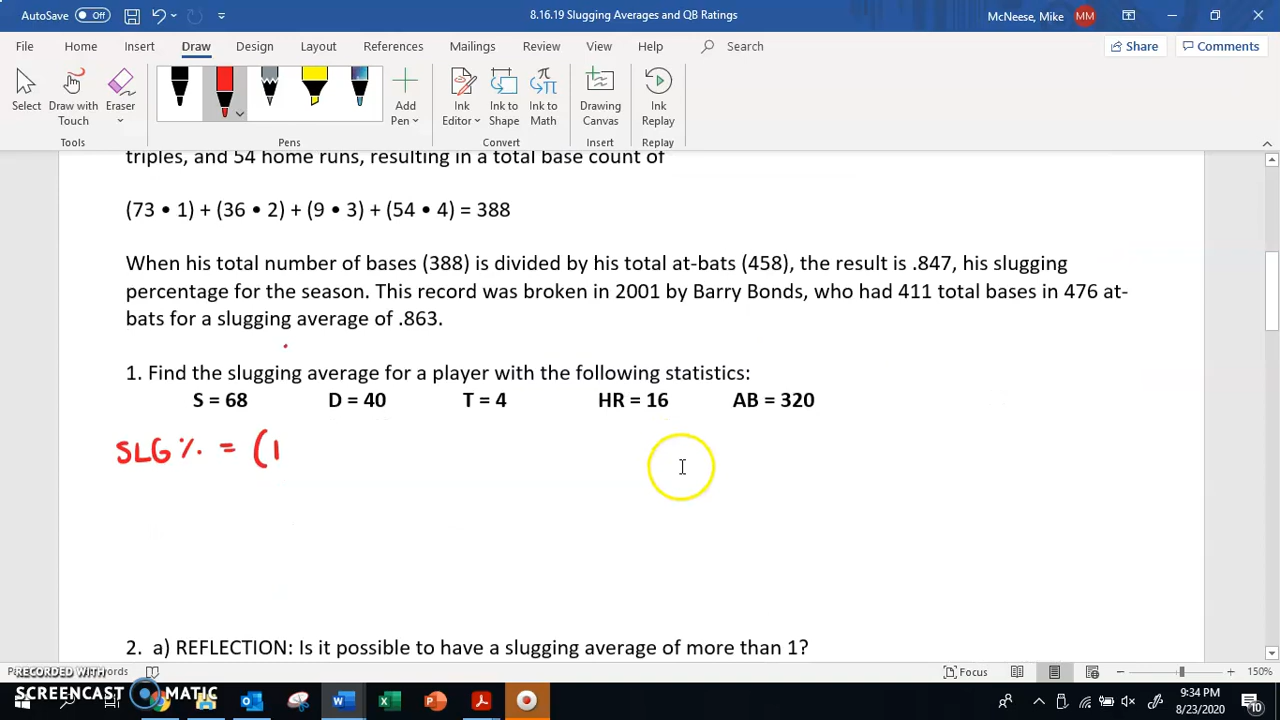 AutoSave Off 8.16.19 Slugging Averages and QB Ratings McNeese, Mike MM
File Home Insert Draw Design Layout References Mailings Review View Help Search Share Comments
Select Draw with Touch Eraser Add Pen Ink Editor Ink to Shape Ink to Math Drawing Canvas Ink Replay
Tools Pens Convert Insert Replay
triples, and 54 home runs, resulting in a total base count of
(73 • 1) + (36 • 2) + (9 • 3) + (54 • 4) = 388
When his total number of bases (388) is divided by his total at-bats (458), the result is .847, his slugging
percentage for the season. This record was broken in 2001 by Barry Bonds, who had 411 total bases in 476 at-
bats for a slugging average of .863.
1. Find the slugging average for a player with the following statistics:
S = 68 D = 40 T = 4 HR = 16 AB = 320
SLG % = (1
2. a) REFLECTION: Is it possible to have a slugging average of more than 1?
RECORDED WITH
SCREENCAST MATIC
Focus 150%
9:34 PM
8/23/2020
10